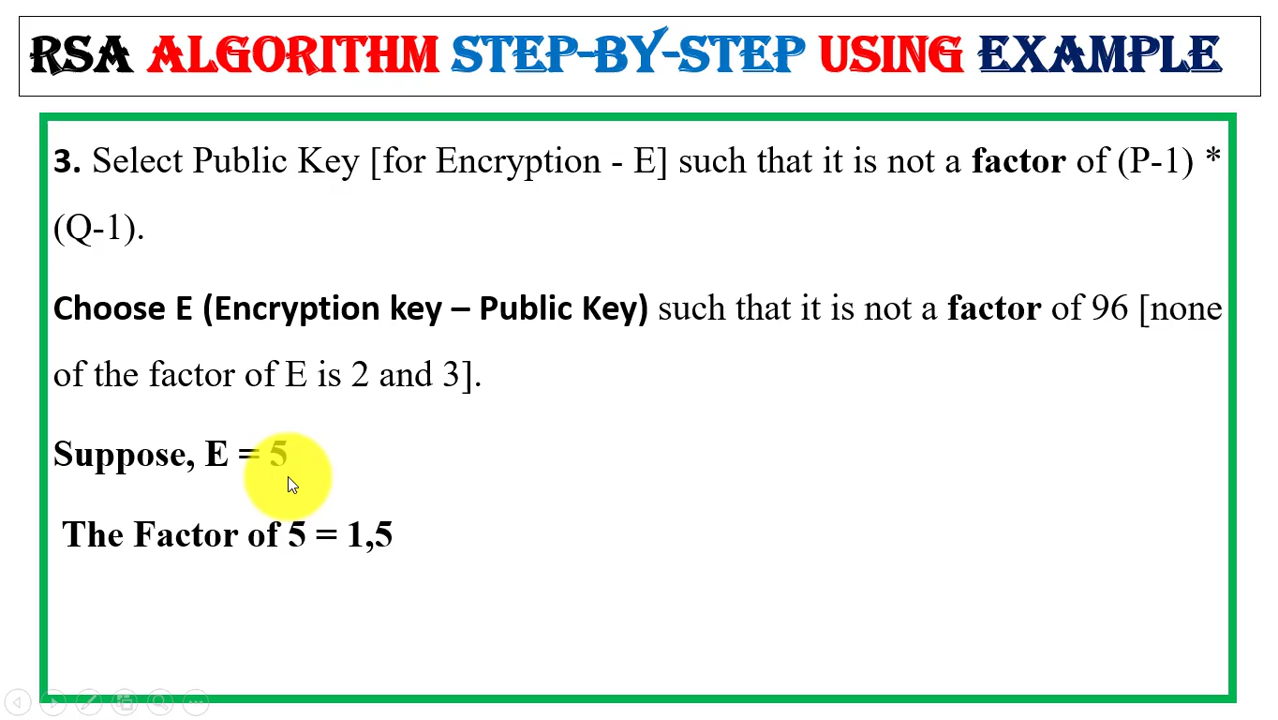 RSA ALGORITHM STEP-BY-STEP USING EXAMPLE
3. Select Public Key [for Encryption - E] such that it is not a factor of (P-1) *
(Q-1).
Choose E (Encryption key – Public Key) such that it is not a factor of 96 [none
of the factor of E is 2 and 3].
Suppose, E = 5
The Factor of 5 = 1,5